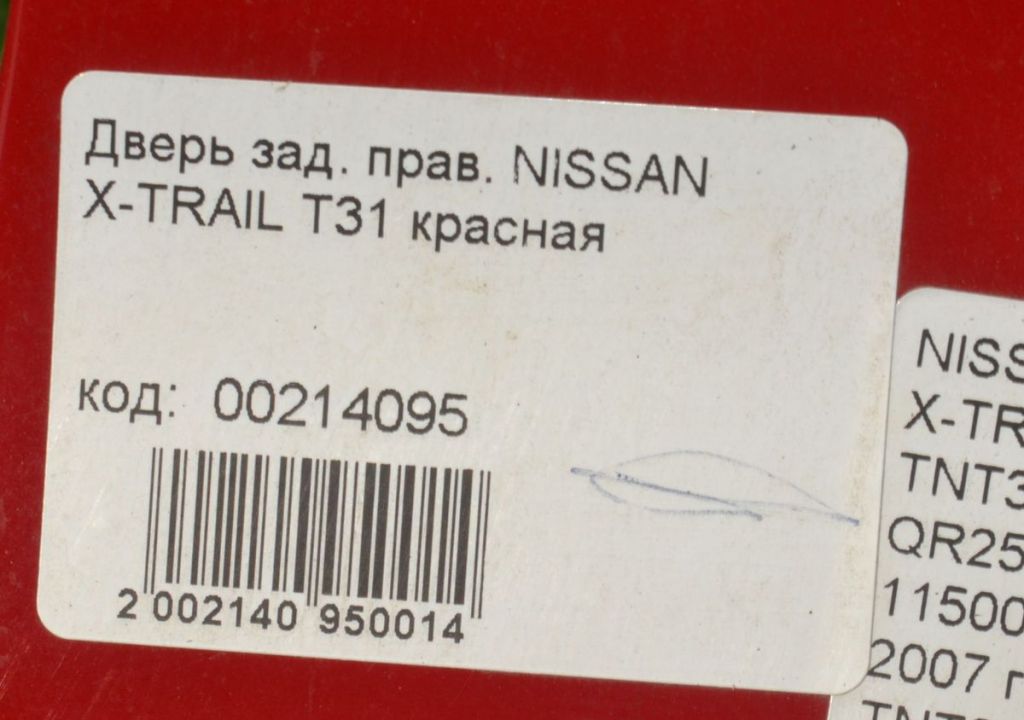 Дверь зад. прав. NISSAN
X-TRAIL T31 красная
код: 00214095
2 002140 950014
NISS
X-TR
TNT3
QR25
11500
2007 г